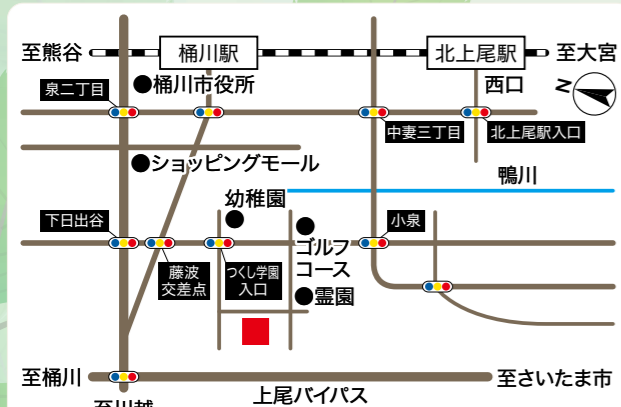 至熊谷
桶川駅
北上尾駅
至大宮
桶川市役所
西口
N
泉二丁目
中妻三丁目
北上尾駅入口
ショッピングモール
鴨川
幼稚園
下日出谷
小泉
ゴルフ
コース
藤波
交差点
つくし学園
入口
霊園
至桶川
至さいたま市
上尾バイパス
至川越